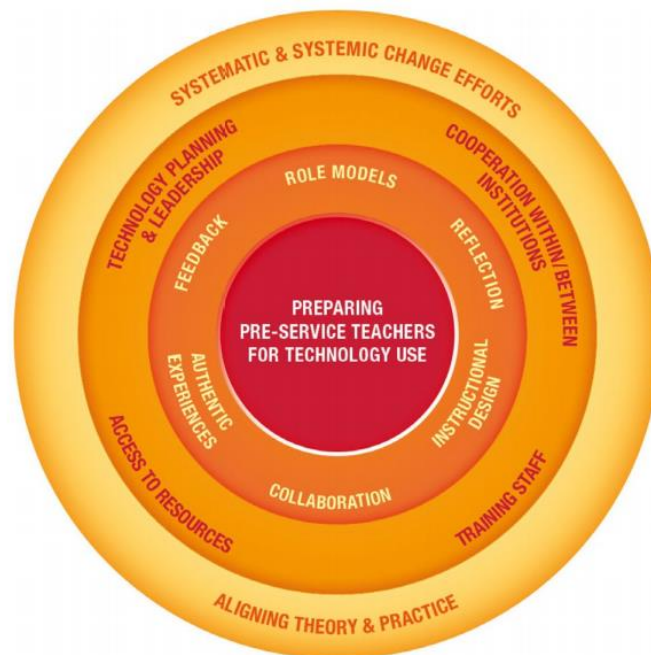 SYSTEMATIC & SYSTEMIC CHANGE EFFORTS
TECHNOLOGY PLANNING
& LEADERSHIP
COOPERATION WITHIN/BETWEEN
INSTITUTIONS
ROLE MODELS
FEEDBACK
REFLECTION
PREPARING
PRE-SERVICE TEACHERS
FOR TECHNOLOGY USE
AUTHENTIC
EXPERIENCES
INSTRUCTIONAL
DESIGN
COLLABORATION
ACCESS TO RESOURCES
TRAINING STAFF
ALIGNING THEORY & PRACTICE